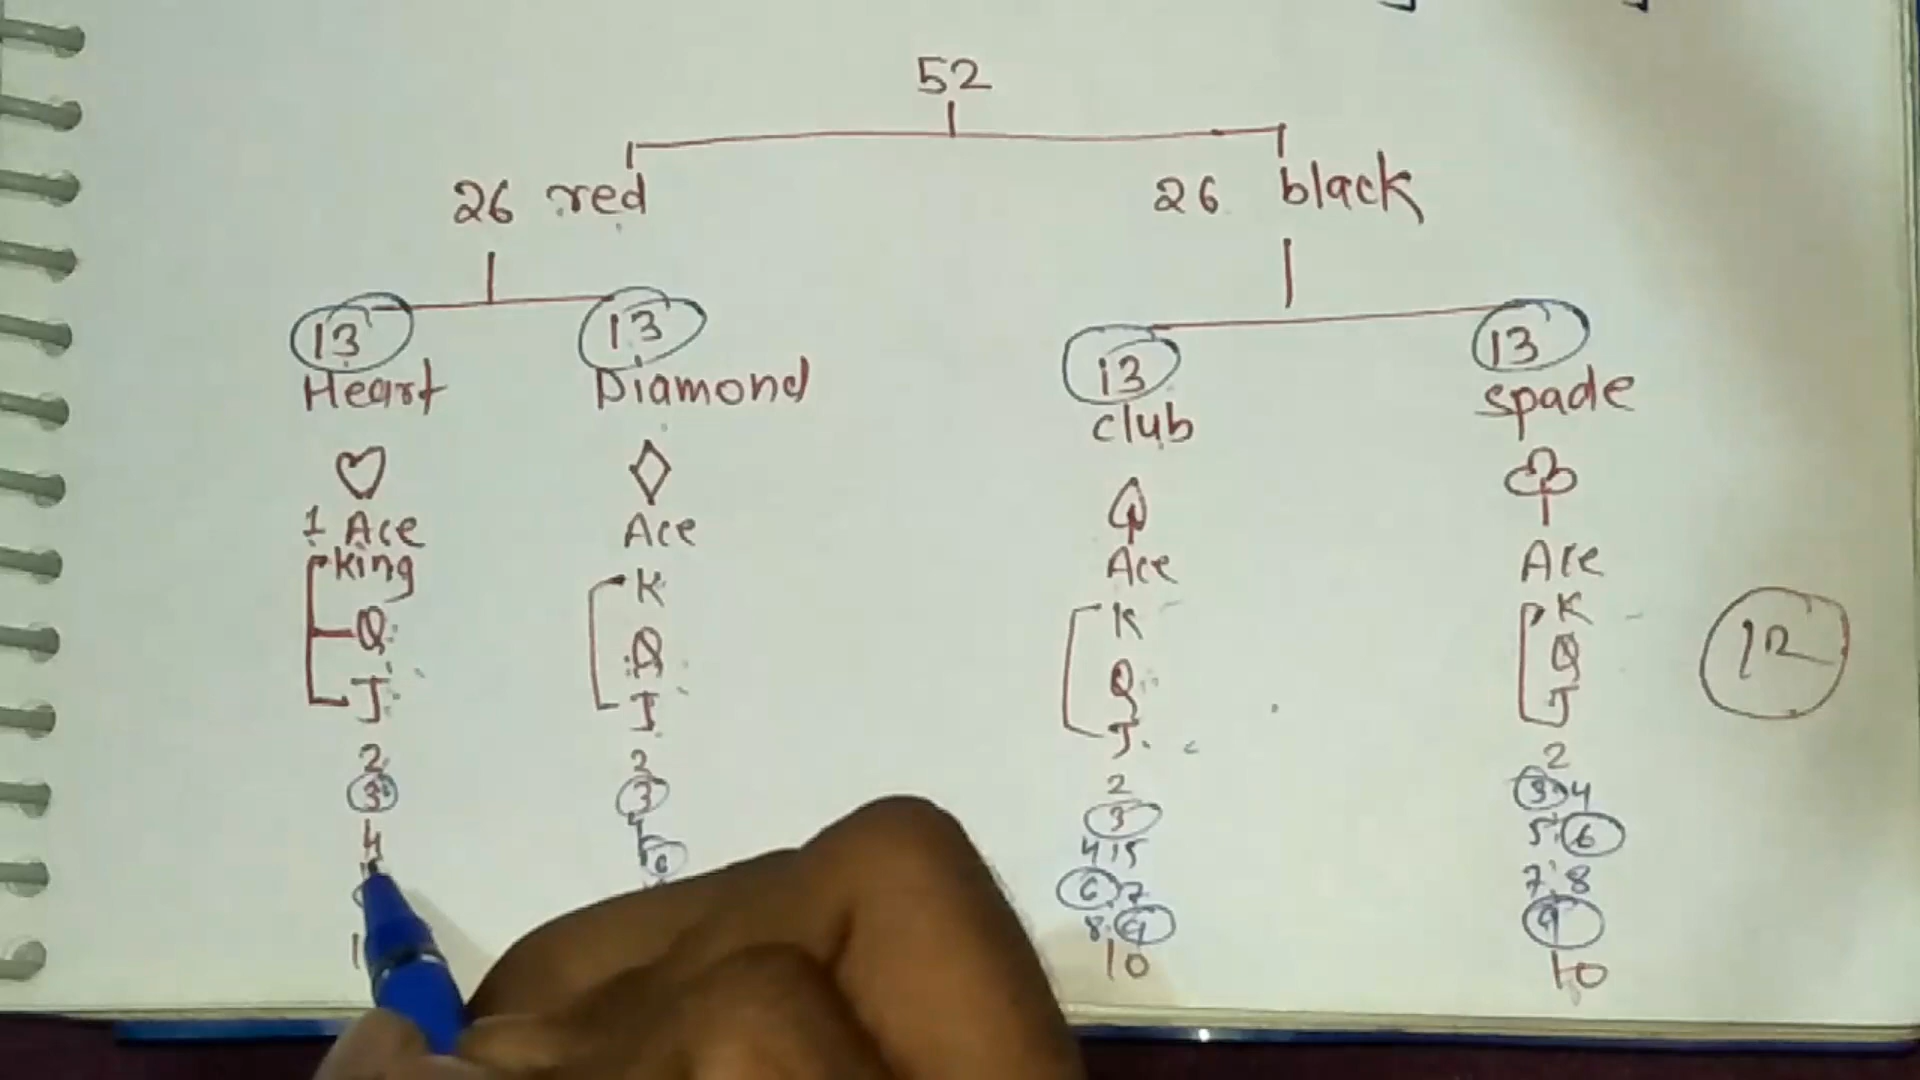 52
26 red
26 black
13
13
13
13
Heart
Diamond
club
spade
1 Ace
King
Q
J
2
3
4
Ace
K
Q
J
2
3
4
6
Ace
K
Q
J
2
3
4, 5
6, 7
8, 9
10
Ace
K
Q
J
2
3, 4
5, 6
7, 8
9
10
12